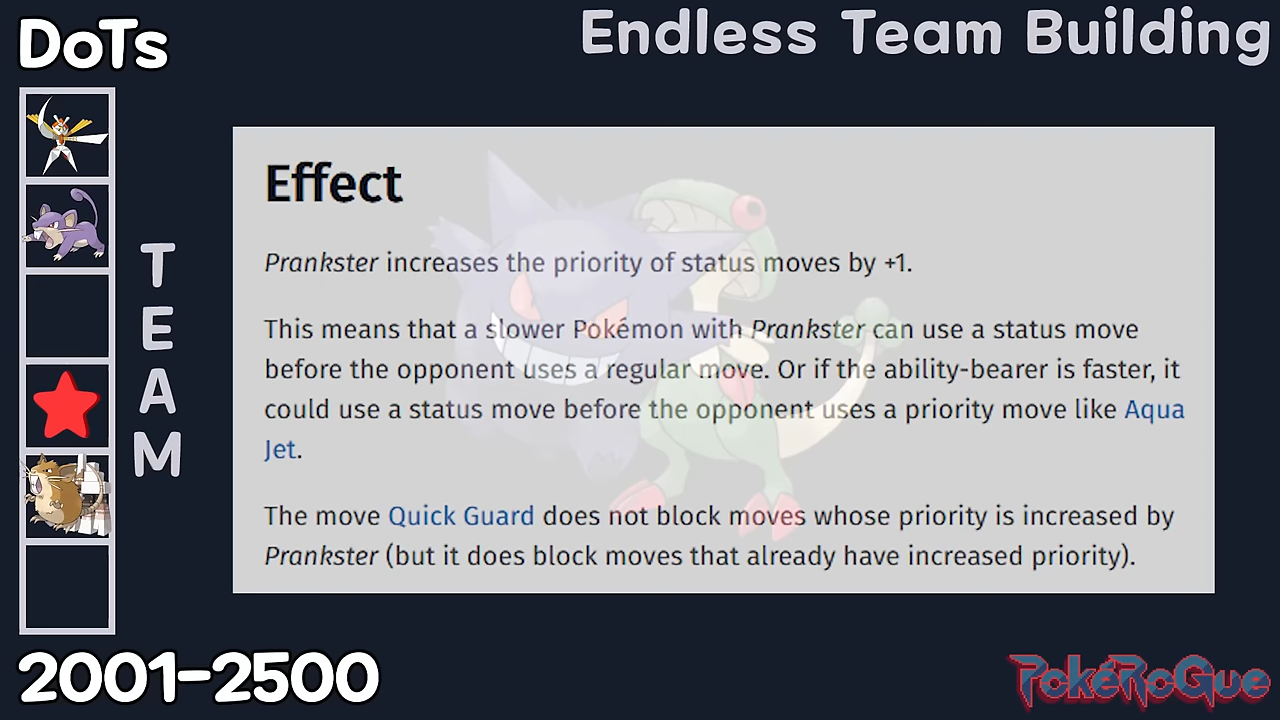 DoTs
Endless Team Building
TEAM
Effect
Prankster increases the priority of status moves by +1.
This means that a slower Pokémon with Prankster can use a status move
before the opponent uses a regular move. Or if the ability-bearer is faster, it
could use a status move before the opponent uses a priority move like Aqua
Jet.
The move Quick Guard does not block moves whose priority is increased by
Prankster (but it does block moves that already have increased priority).
2001-2500
PokéRoGue